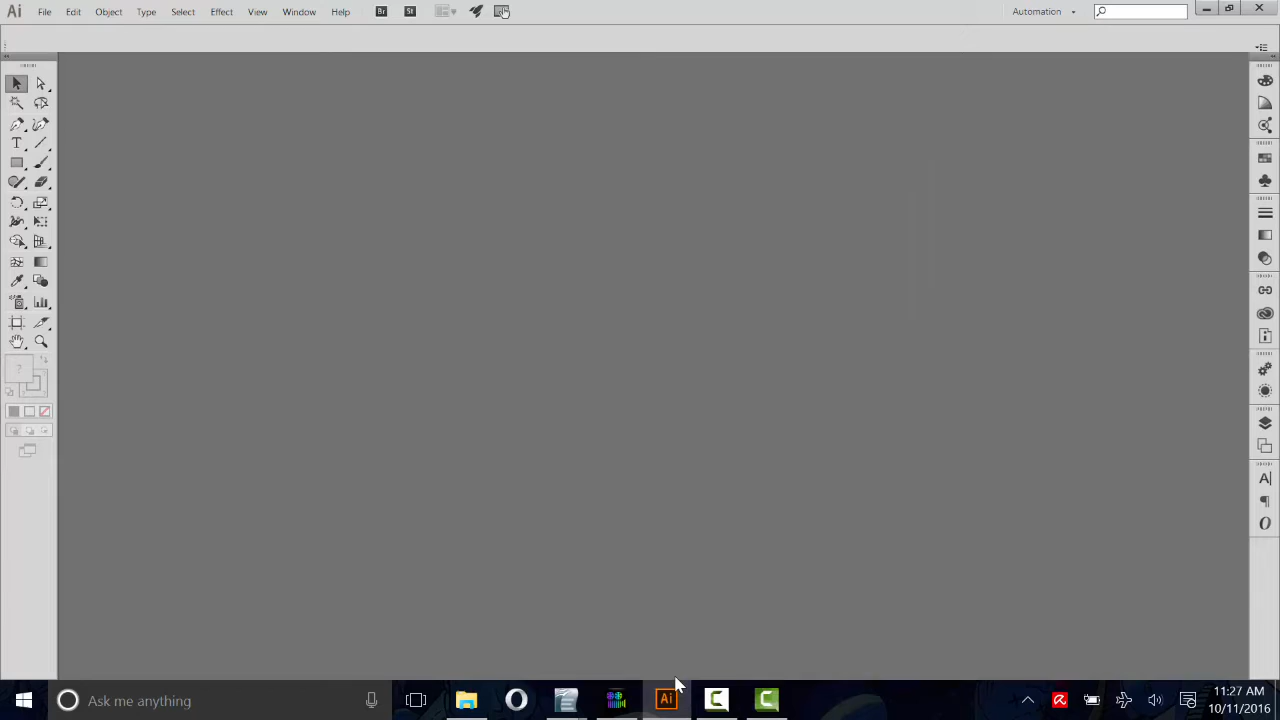 Ai File Edit Object Type Select Effect View Window Help Br St Automation
?
A|
¶
O
Ask me anything
Ai
11:27 AM
10/11/2016